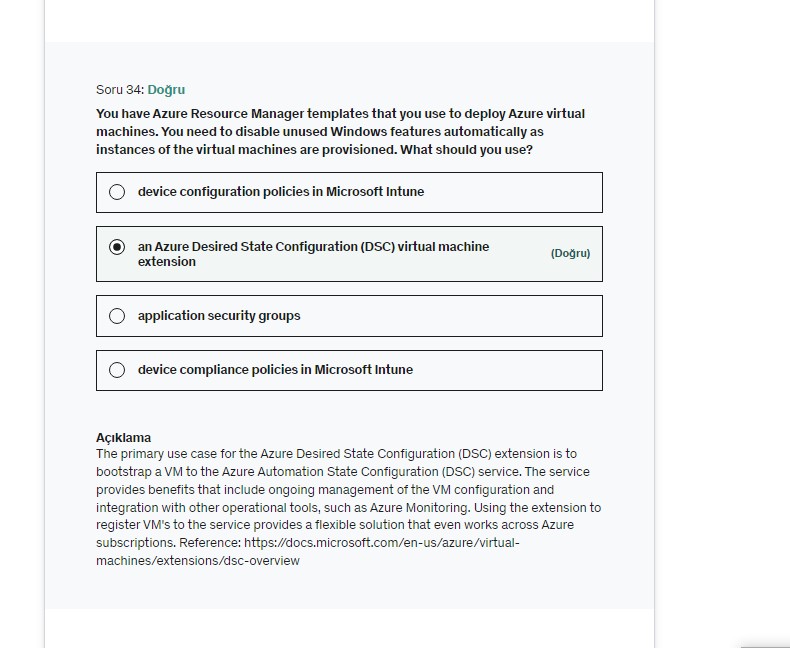 Soru 34: Doğru
You have Azure Resource Manager templates that you use to deploy Azure virtual
machines. You need to disable unused Windows features automatically as
instances of the virtual machines are provisioned. What should you use?
device configuration policies in Microsoft Intune
an Azure Desired State Configuration (DSC) virtual machine
extension
(Doğru)
application security groups
device compliance policies in Microsoft Intune
Açıklama
The primary use case for the Azure Desired State Configuration (DSC) extension is to
bootstrap a VM to the Azure Automation State Configuration (DSC) service. The service
provides benefits that include ongoing management of the VM configuration and
integration with other operational tools, such as Azure Monitoring. Using the extension to
register VM's to the service provides a flexible solution that even works across Azure
subscriptions. Reference: https://docs.microsoft.com/en-us/azure/virtual-
machines/extensions/dsc-overview